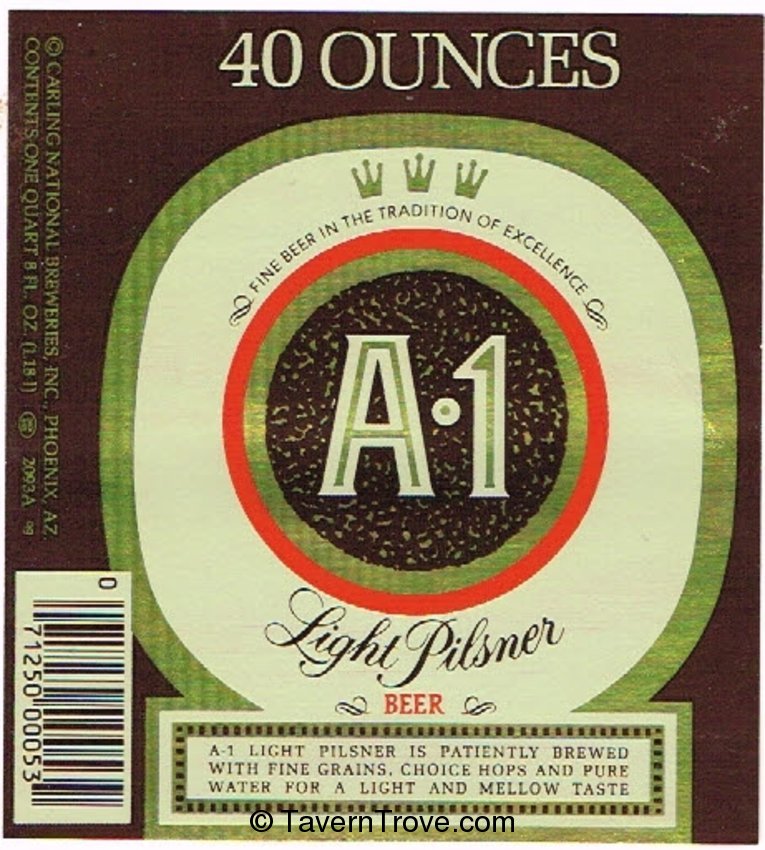 40 OUNCES
FINE BEER IN THE TRADITION OF EXCELLENCE
A·1
Light Pilsner
BEER
A-1 LIGHT PILSNER IS PATIENTLY BREWED
WITH FINE GRAINS, CHOICE HOPS AND PURE
WATER FOR A LIGHT AND MELLOW TASTE
© CARLING NATIONAL BREWERIES, INC., PHOENIX, AZ.
CONTENTS ONE QUART 8 FL. OZ. (1.18 l) 2093A
0 71250 00053
© TavernTrove.com